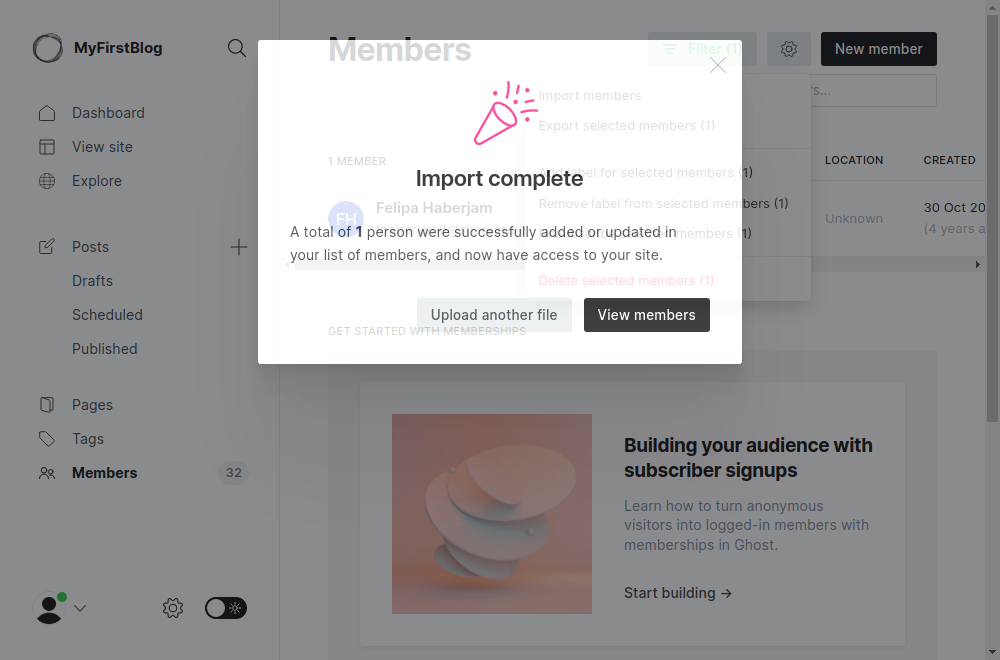 MyFirstBlog
Dashboard
View site
Explore
Posts
Drafts
Scheduled
Published
Pages
Tags
Members
32
Members
Filter (1)
New member
Import members
Export selected members (1)
label for selected members (1)
Remove label from selected members (1)
members (1)
Delete selected members (1)
1 MEMBER
LOCATION
CREATED
FH
Felipa Haberjam
Unknown
30 Oct 20
(4 years a
Import complete
A total of 1 person were successfully added or updated in
your list of members, and now have access to your site.
Upload another file
View members
GET STARTED WITH MEMBERSHIPS
Building your audience with
subscriber signups
Learn how to turn anonymous
visitors into logged-in members with
memberships in Ghost.
Start building →